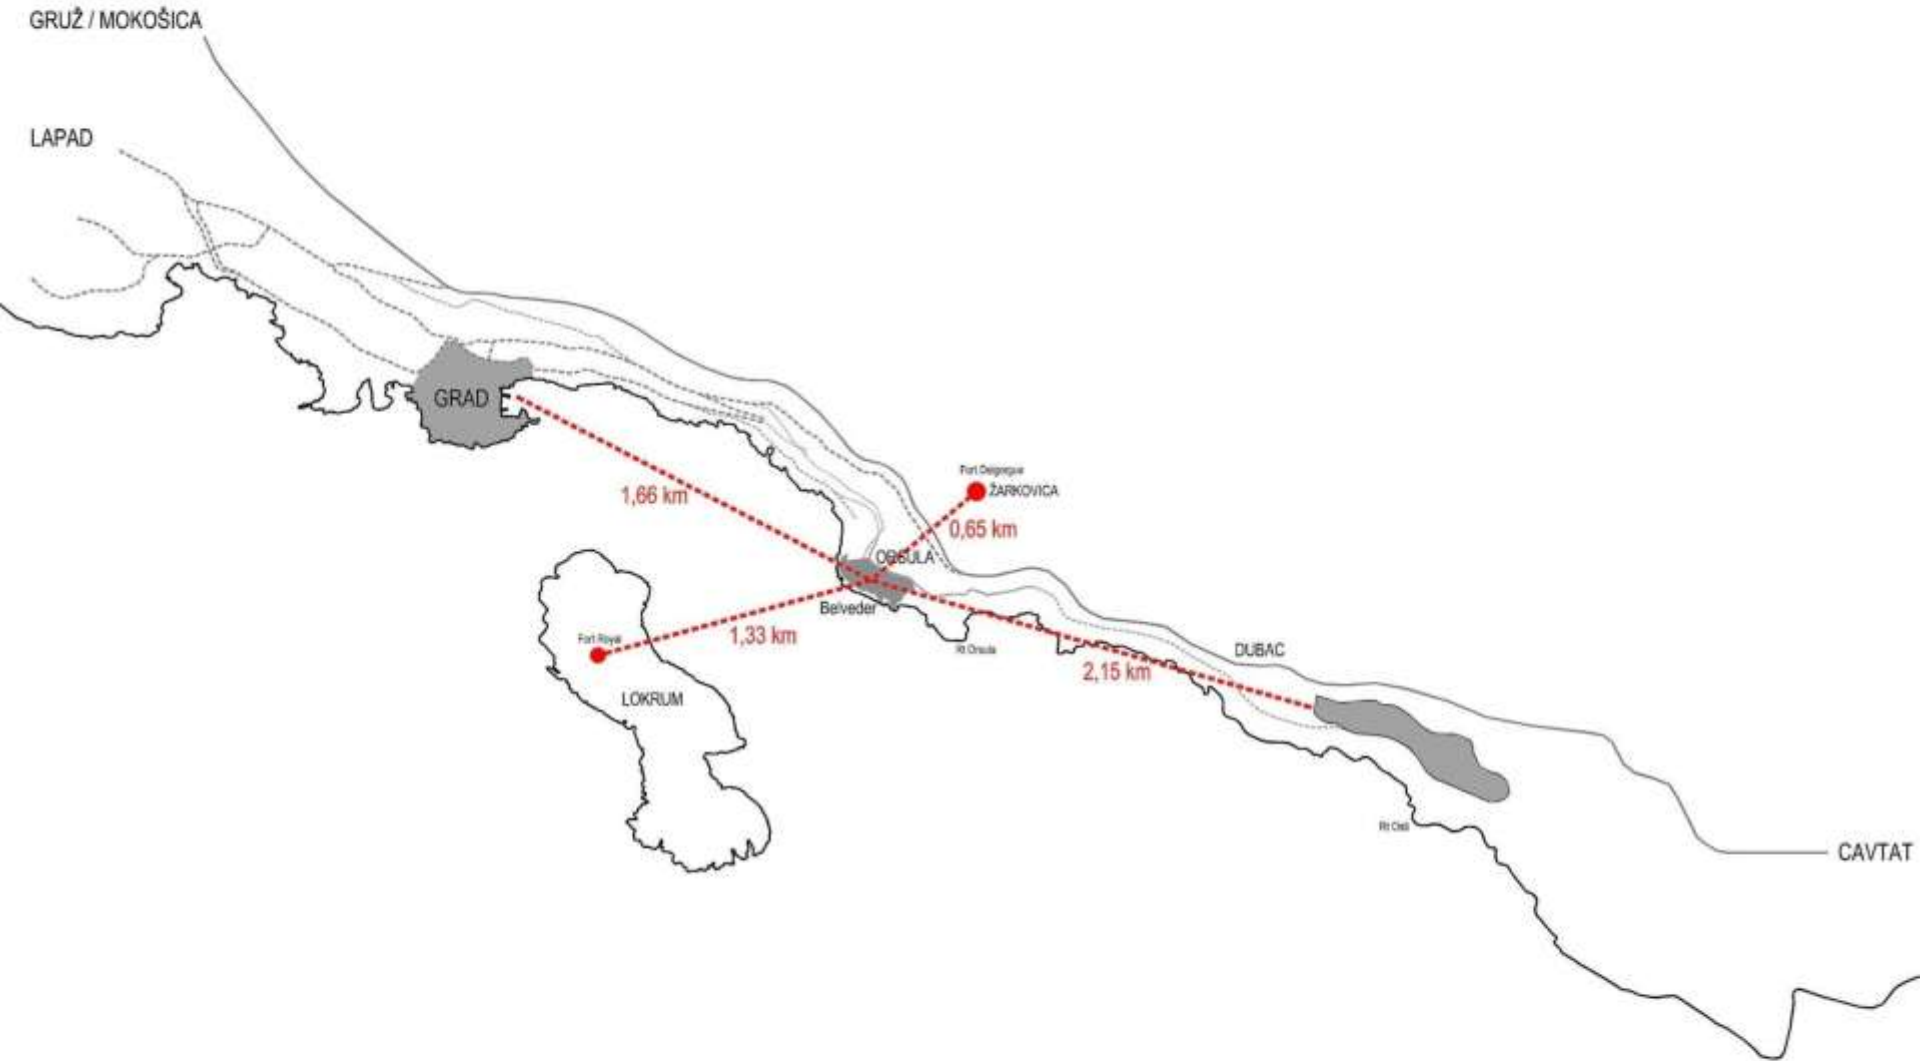 GRUŽ / MOKOŠICA
LAPAD
GRAD
1,66 km
Fort Delgorgue
ŽARKOVICA
0,65 km
ORSULA
Belveder
1,33 km
Fort Royal
LOKRUM
Rt Orsula
2,15 km
DUBAC
Rt
CAVTAT